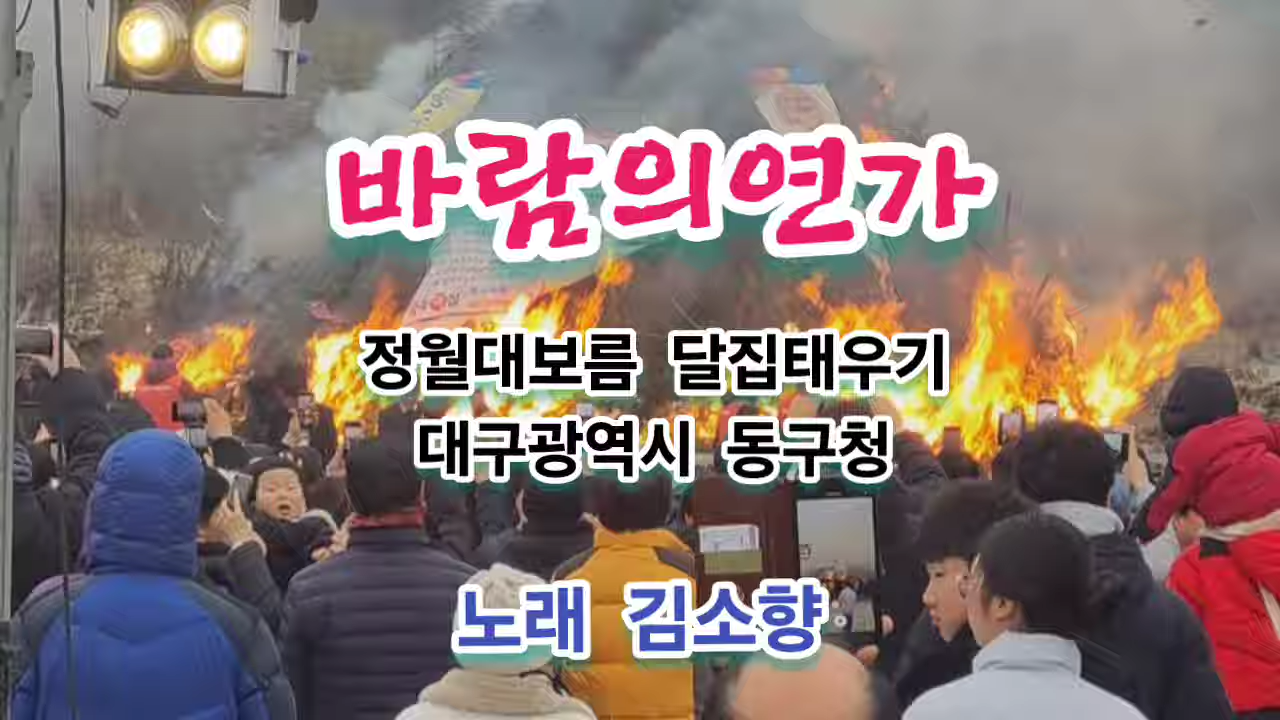 바람의연가
정월대보름 달집태우기
대구광역시 동구청
노래 김소향